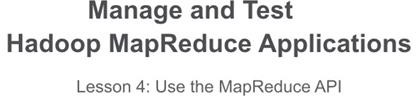 Manage and Test
Hadoop MapReduce Applications
Lesson 4: Use the MapReduce API